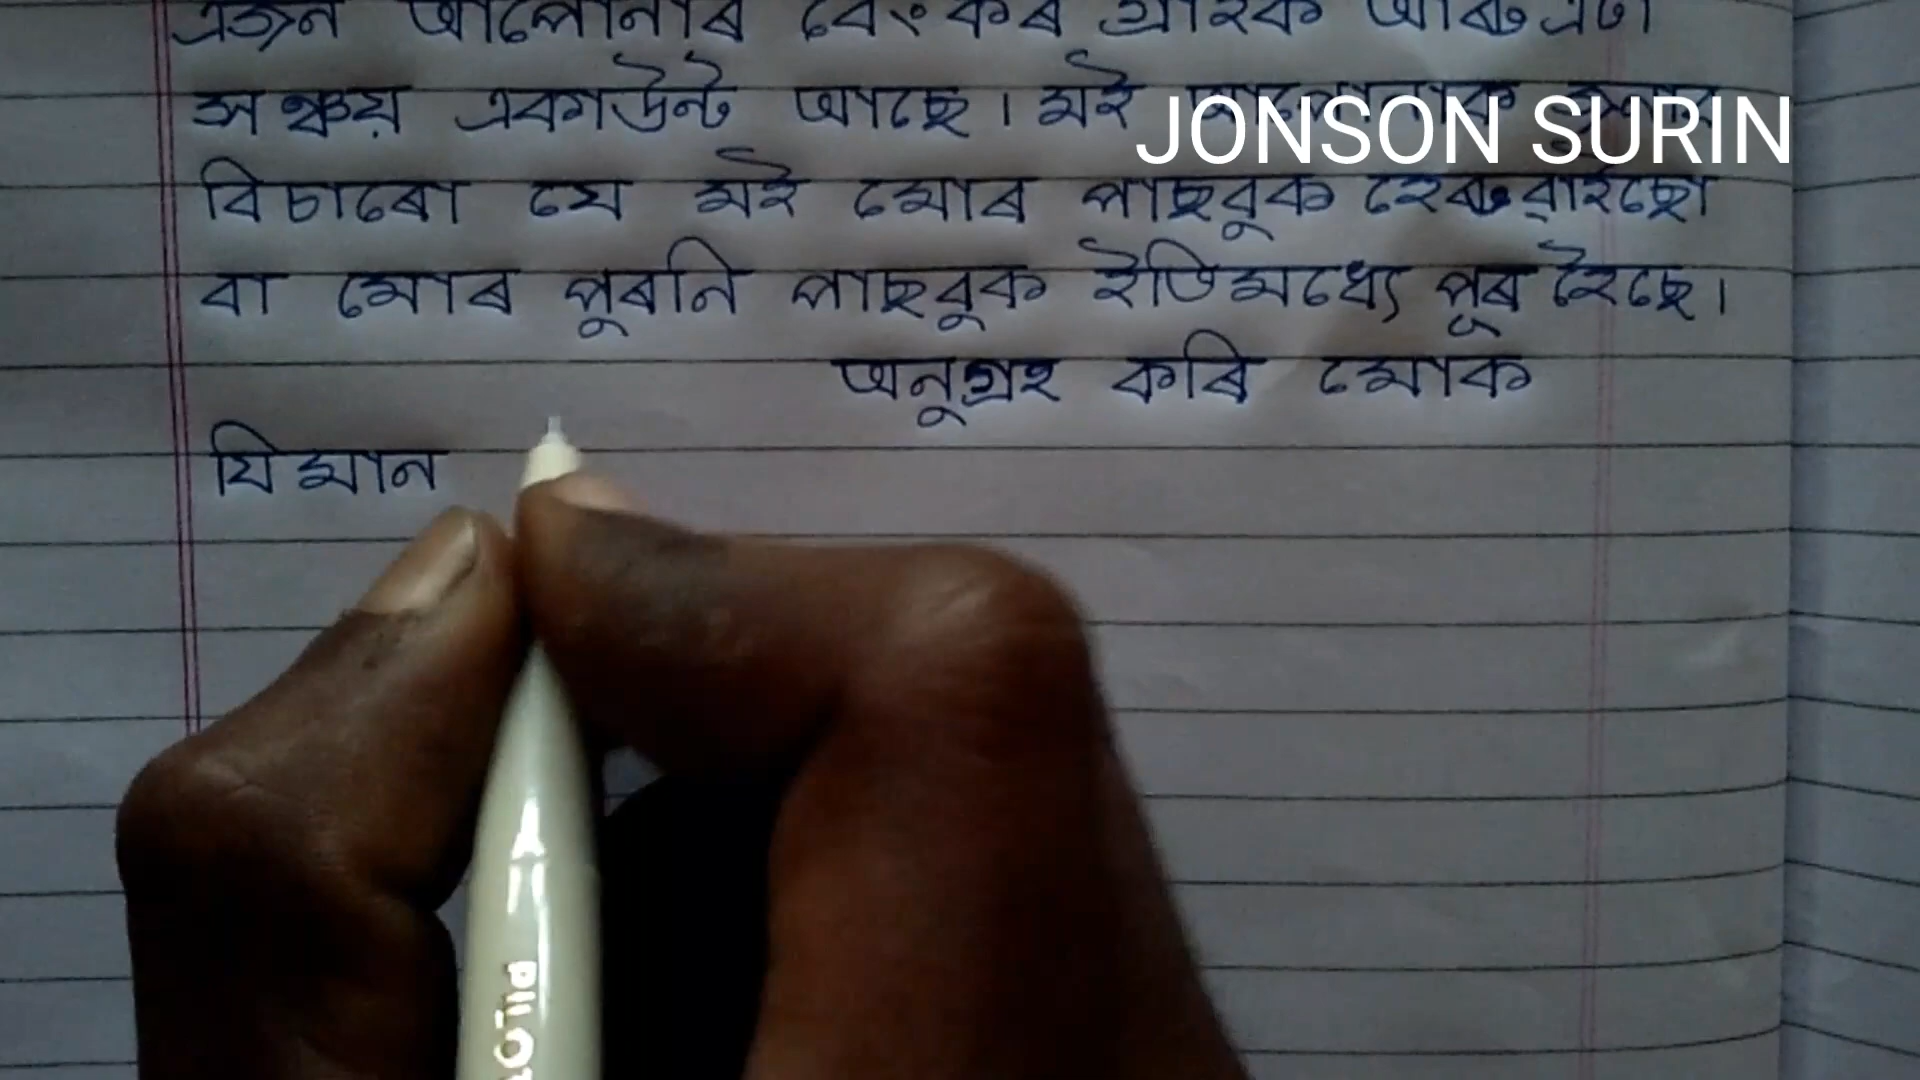 এজন আপোনাৰ বেংকৰ গ্ৰাহক আৰু এটা
সঞ্চয় একাউন্ট আছে। মই
JONSON SURIN
বিচাৰো যে মই মোৰ পাছবুক হেৰুৱাইছো
বা মোৰ পুৰনি পাছবুক ইতিমধ্যে পূৰ হৈছে।
অনুগ্ৰহ কৰি মোক
যিমান
PILOT